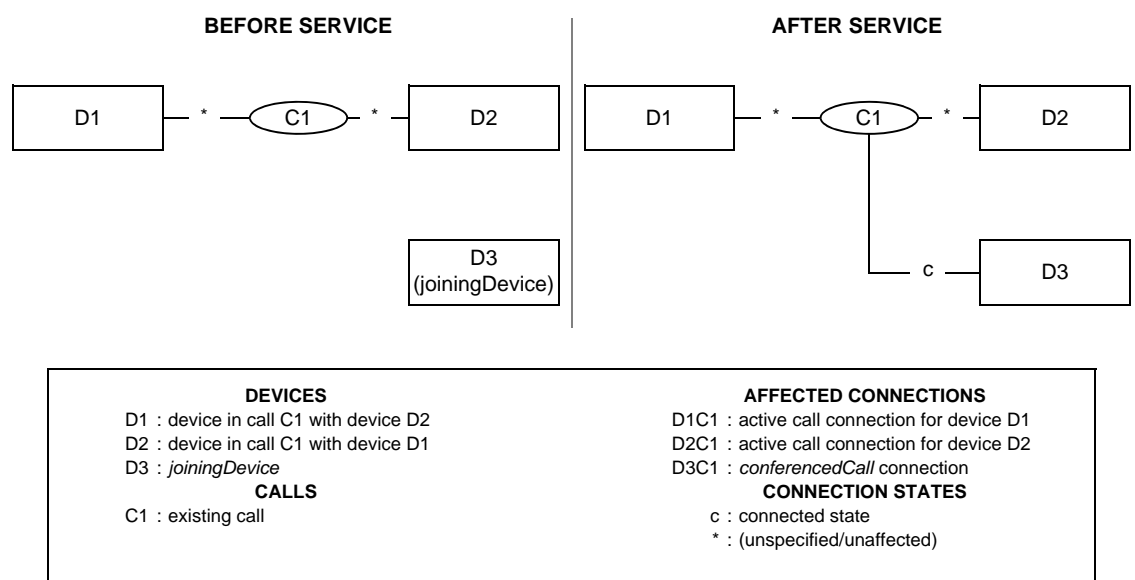 BEFORE SERVICE
AFTER SERVICE
D1 * C1 * D2
D1 * C1 * D2
D3
(joiningDevice)
c D3
DEVICES
D1 : device in call C1 with device D2
D2 : device in call C1 with device D1
D3 : joiningDevice
CALLS
C1 : existing call
AFFECTED CONNECTIONS
D1C1 : active call connection for device D1
D2C1 : active call connection for device D2
D3C1 : conferencedCall connection
CONNECTION STATES
c : connected state
* : (unspecified/unaffected)